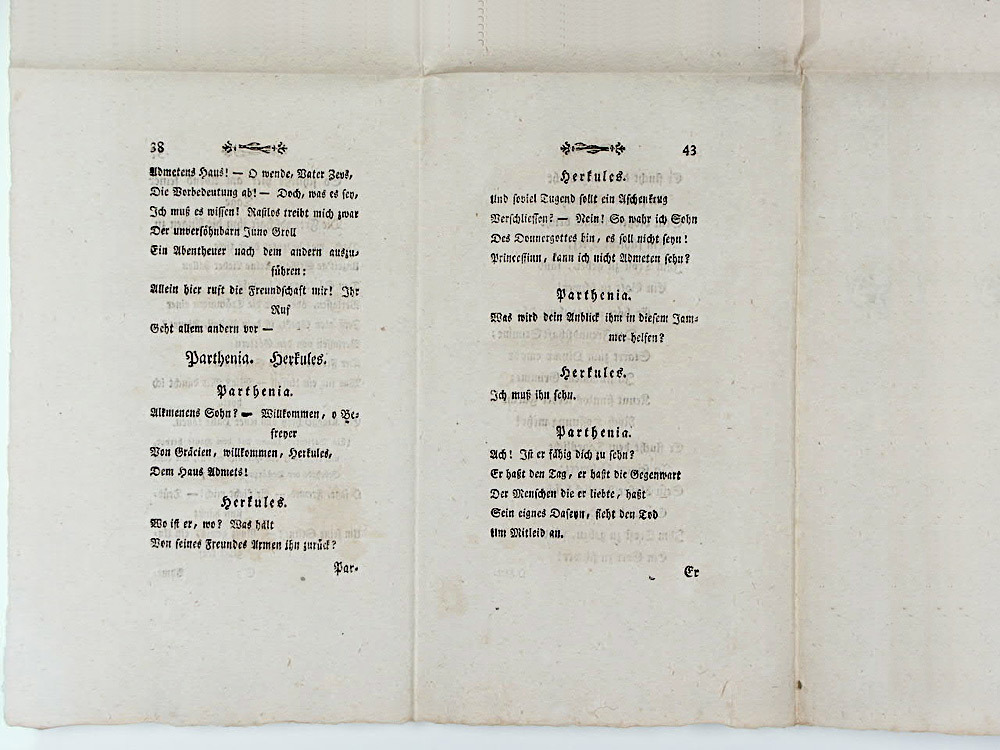 38
Admetens Haus! — O wende, Vater Zevs,
Die Vorbedeutung ab! — Doch, was es sey,
Ich muß es wissen! Rastlos treibt mich zwar
Der unversöhnbarn Juno Groll
Ein Abentheuer nach dem andern auszu-
führen:
Allein hier ruft die Freundschaft mir! Ihr
Ruf
Geht allem andern vor —
Parthenia. Herkules.
Parthenia.
Alkmenens Sohn? — Willkommen, o Be-
freyer
Von Gräcien, willkommen, Herkules,
Dem Haus Admets!
Herkules.
Wo ist er, wo? Was hält
Von seines Freundes Armen ihn zurück?
Par-
43
Herkules.
Und soviel Tugend sollt ein Aschenkrug
Verschliessen? — Nein! So wahr ich Sohn
Des Donnergottes bin, es soll nicht seyn!
Princessinn, kann ich nicht Admeten sehn?
Parthenia.
Was wird dein Anblick ihm in diesem Jam-
mer helfen?
Herkules.
Ich muß ihn sehn.
Parthenia.
Ach! Ist er fähig dich zu sehn?
Er haßt den Tag, er haßt die Gegenwart
Der Menschen die er liebte, haßt
Sein eignes Daseyn, fleht den Tod
Um Mitleid an.
Er